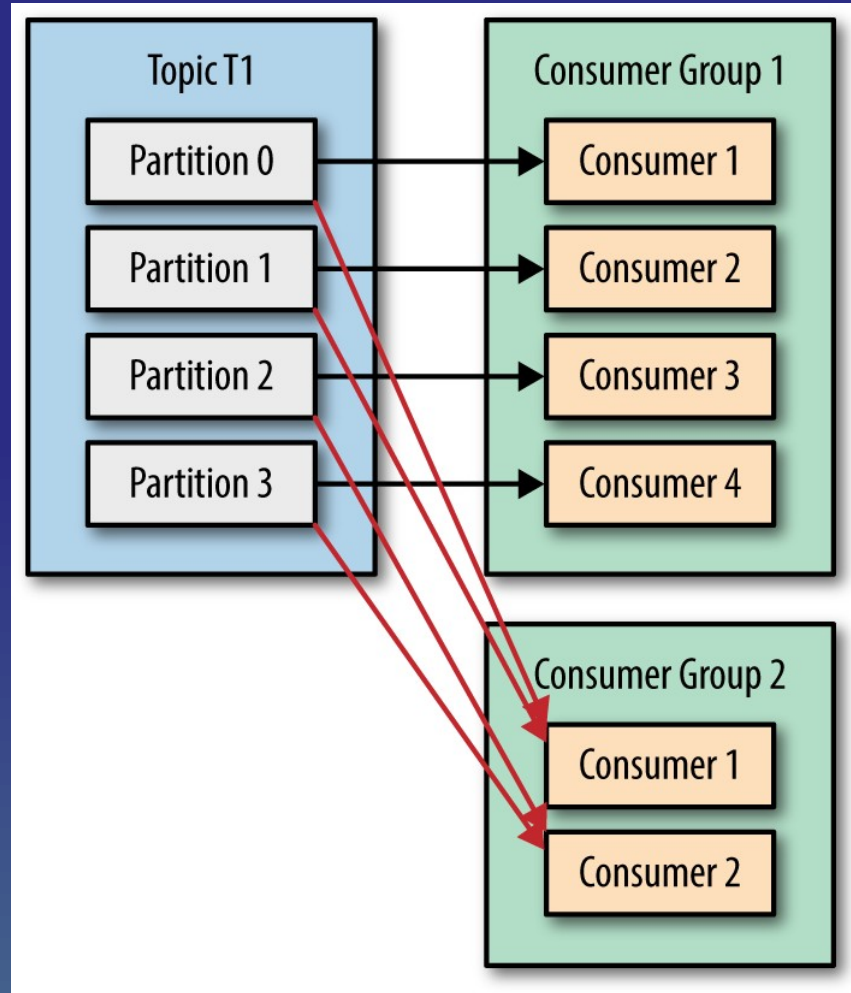 Topic T1
Partition 0
Partition 1
Partition 2
Partition 3
Consumer Group 1
Consumer 1
Consumer 2
Consumer 3
Consumer 4
Consumer Group 2
Consumer 1
Consumer 2